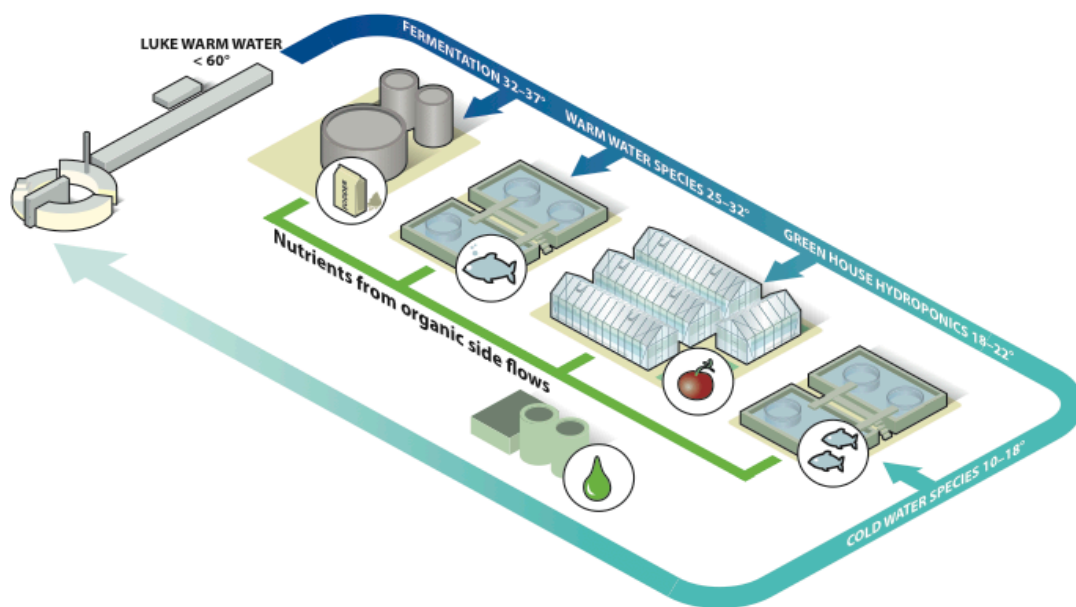 LUKE WARM WATER
< 60°
FERMENTATION 32–37°
WARM WATER SPECIES 25–32°
GREEN HOUSE HYDROPONICS 18–22°
COLD WATER SPECIES 10–18°
FODDER
Nutrients from organic side flows